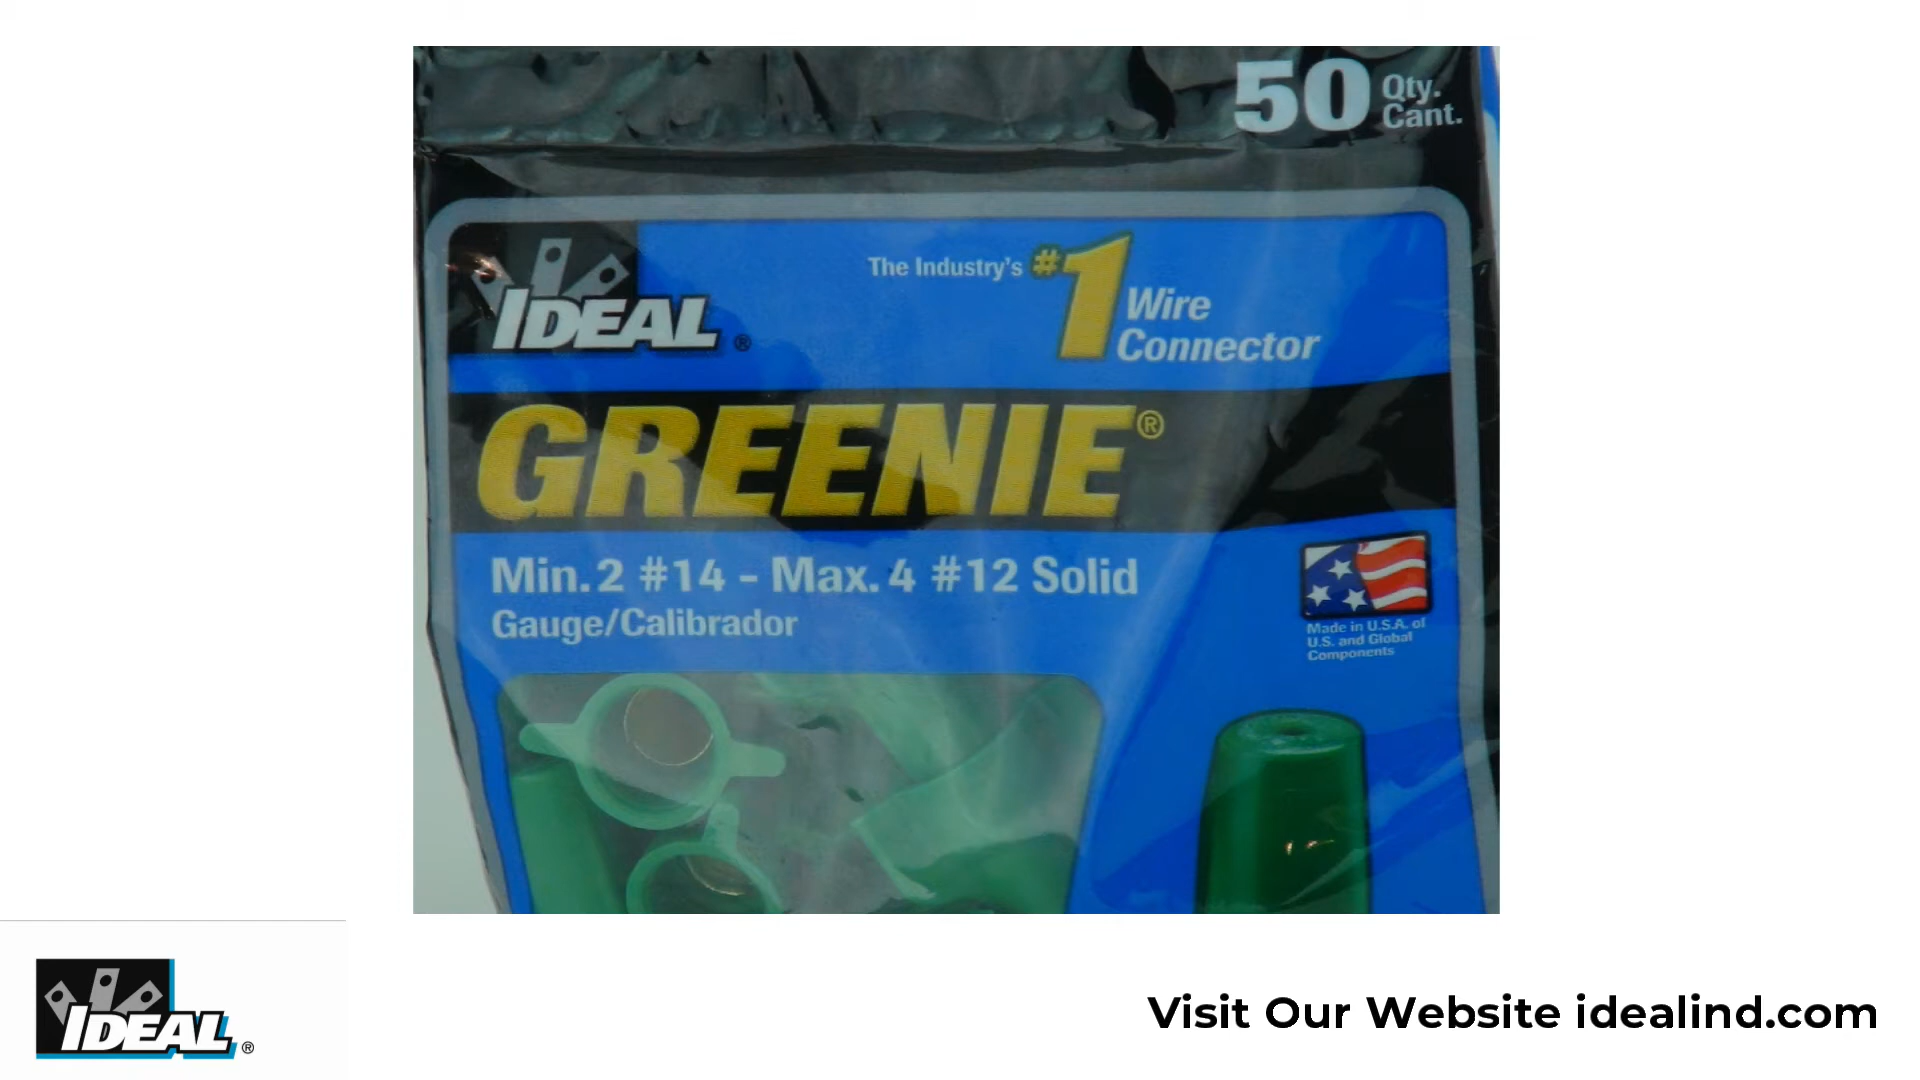 50 Qty.
Cant.
IDEAL®
The Industry's #1
Wire
Connector
GREENIE®
Min. 2 #14 - Max. 4 #12 Solid
Gauge/Calibrador
Made in U.S.A. of
U.S. and Global
Components
IDEAL®
Visit Our Website idealind.com